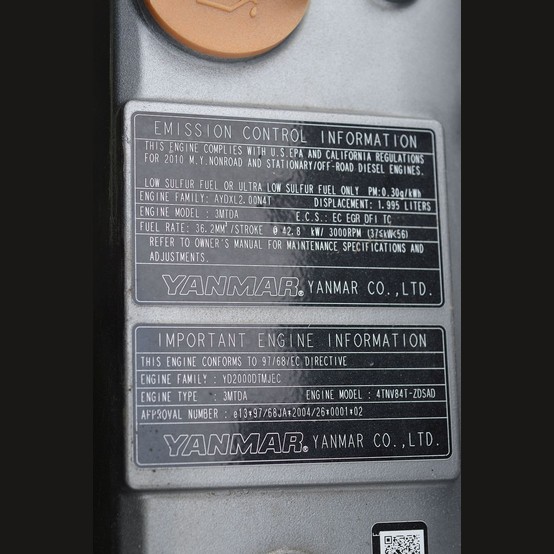 EMISSION CONTROL INFORMATION
THIS ENGINE COMPLIES WITH U.S.EPA AND CALIFORNIA REGULATIONS
FOR 2010 M.Y.NONROAD AND STATIONARY/OFF-ROAD DIESEL ENGINES.
LOW SULFUR FUEL OR ULTRA LOW SULFUR FUEL ONLY PM:0.30g/kWh
ENGINE FAMILY: AYDXL2.00N4T DISPLACEMENT: 1.995 LITERS
ENGINE MODEL : 3MTDA E.C.S.: EC EGR DFI TC
FUEL RATE: 36.2MM³/STROKE @ 42.8 kW/ 3000RPM (37≤kW<56)
REFER TO OWNER'S MANUAL FOR MAINTENANCE SPECIFICATIONS AND
ADJUSTMENTS.
YANMAR® YANMAR CO.,LTD.
IMPORTANT ENGINE INFORMATION
THIS ENGINE CONFORMS TO 97/68/EC DIRECTIVE
ENGINE FAMILY : YD2000DTMJEC
ENGINE TYPE : 3MTDA ENGINE MODEL : 4TNV84T-ZDSAD
APPROVAL NUMBER : e13*97/68JA*2004/26*0001*02
YANMAR® YANMAR CO.,LTD.